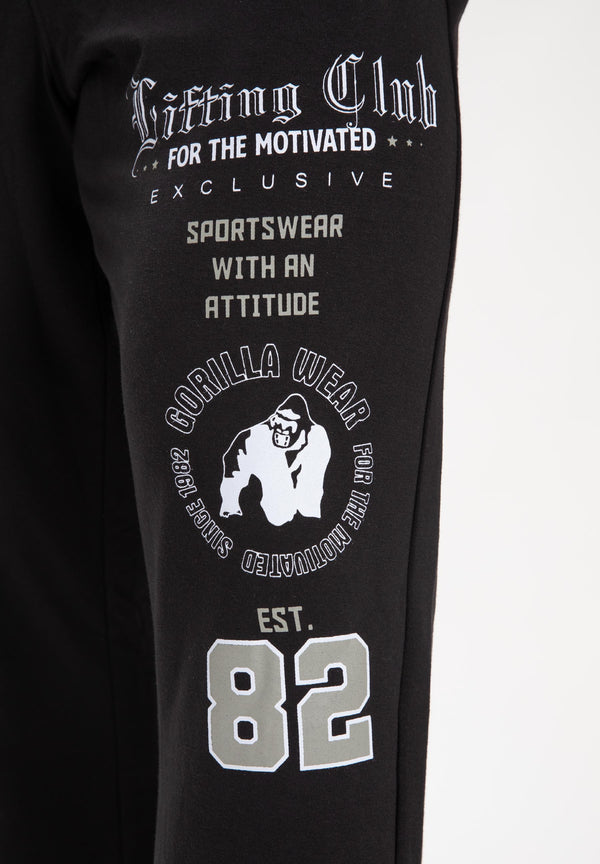 Lifting Club
FOR THE MOTIVATED
EXCLUSIVE
SPORTSWEAR
WITH AN
ATTITUDE
GORILLA WEAR
FOR THE MOTIVATED
SINCE 1982
EST.
82